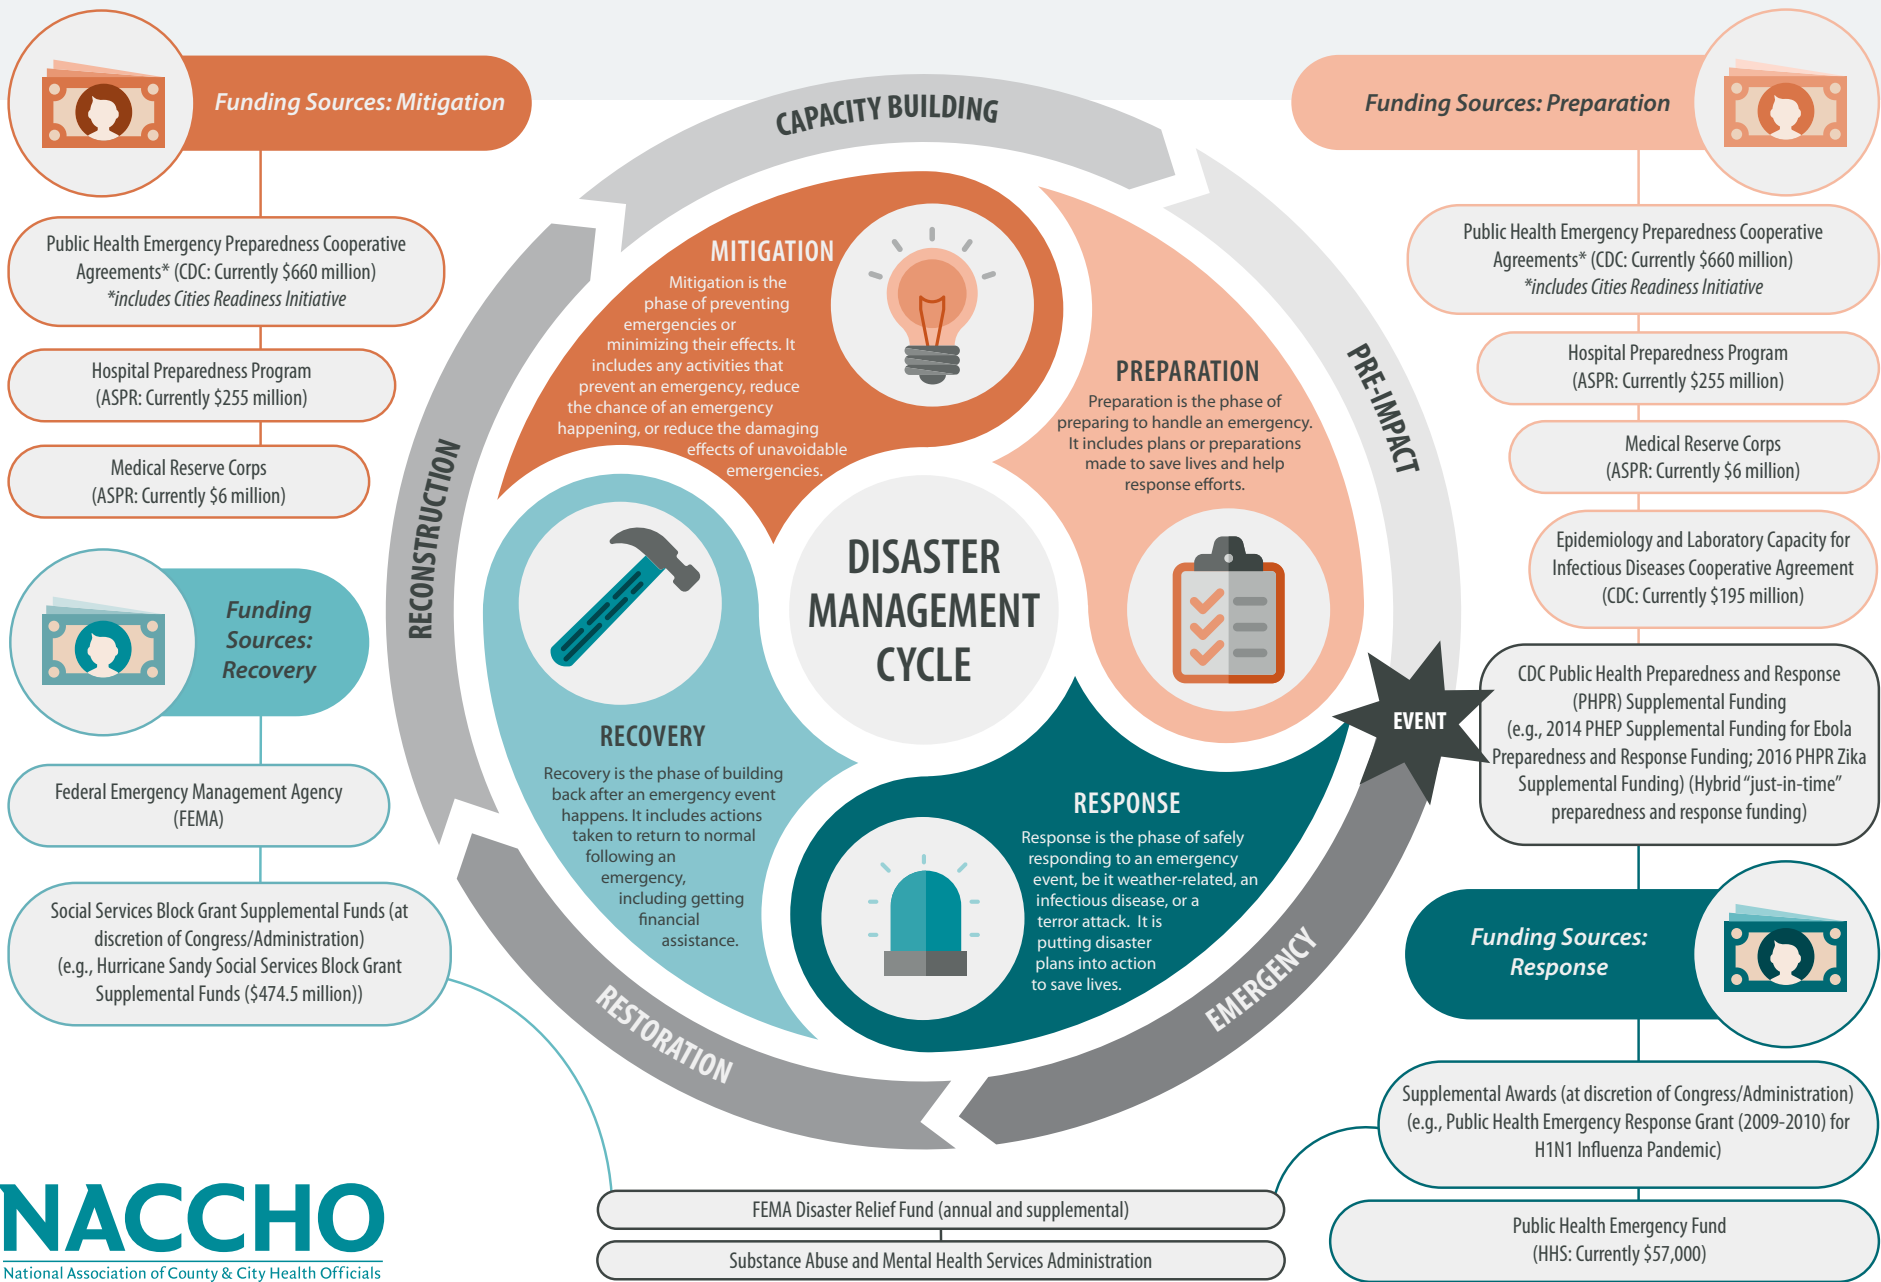 Funding Sources: Mitigation
Public Health Emergency Preparedness Cooperative
Agreements* (CDC: Currently $660 million)
*includes Cities Readiness Initiative
Hospital Preparedness Program
(ASPR: Currently $255 million)
Medical Reserve Corps
(ASPR: Currently $6 million)
Funding
Sources:
Recovery
Federal Emergency Management Agency
(FEMA)
Social Services Block Grant Supplemental Funds (at
discretion of Congress/Administration)
(e.g., Hurricane Sandy Social Services Block Grant
Supplemental Funds ($474.5 million))
CAPACITY BUILDING
PRE-IMPACT
EVENT
EMERGENCY
RESTORATION
RECONSTRUCTION
MITIGATION
Mitigation is the
phase of preventing
emergencies or
minimizing their effects. It
includes any activities that
prevent an emergency, reduce
the chance of an emergency
happening, or reduce the damaging
effects of unavoidable
emergencies.
PREPARATION
Preparation is the phase of
preparing to handle an emergency.
It includes plans or preparations
made to save lives and help
response efforts.
DISASTER
MANAGEMENT
CYCLE
RECOVERY
Recovery is the phase of building
back after an emergency event
happens. It includes actions
taken to return to normal
following an
emergency,
including getting
financial
assistance.
RESPONSE
Response is the phase of safely
responding to an emergency
event, be it weather-related, an
infectious disease, or a
terror attack. It is
putting disaster
plans into action
to save lives.
Funding Sources: Preparation
Public Health Emergency Preparedness Cooperative
Agreements* (CDC: Currently $660 million)
*includes Cities Readiness Initiative
Hospital Preparedness Program
(ASPR: Currently $255 million)
Medical Reserve Corps
(ASPR: Currently $6 million)
Epidemiology and Laboratory Capacity for
Infectious Diseases Cooperative Agreement
(CDC: Currently $195 million)
CDC Public Health Preparedness and Response
(PHPR) Supplemental Funding
(e.g., 2014 PHEP Supplemental Funding for Ebola
Preparedness and Response Funding; 2016 PHPR Zika
Supplemental Funding) (Hybrid "just-in-time"
preparedness and response funding)
Funding Sources:
Response
Supplemental Awards (at discretion of Congress/Administration)
(e.g., Public Health Emergency Response Grant (2009-2010) for
H1N1 Influenza Pandemic)
Public Health Emergency Fund
(HHS: Currently $57,000)
FEMA Disaster Relief Fund (annual and supplemental)
Substance Abuse and Mental Health Services Administration
NACCHO
National Association of County & City Health Officials